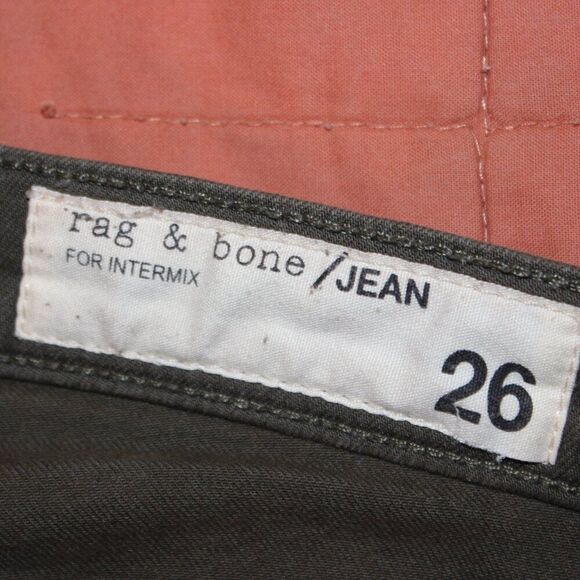 rag & bone/JEAN
FOR INTERMIX
26